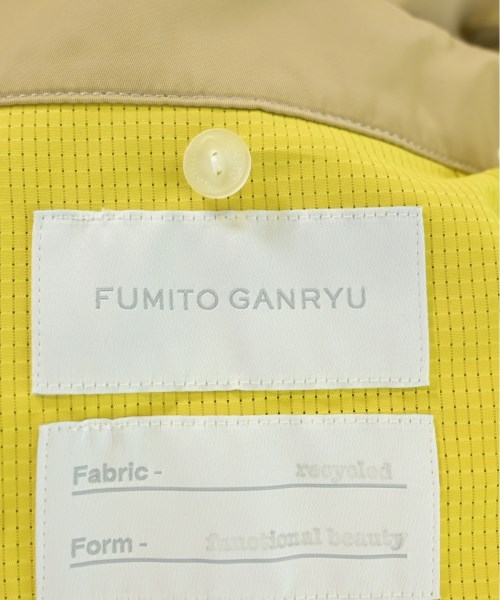 FUMITO GANRYU
Fabric - recycled
Form - functional beauty